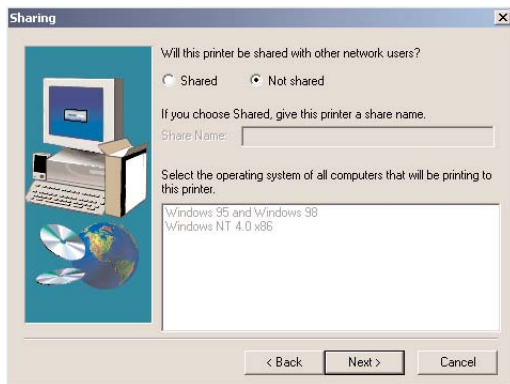 Sharing
Will this printer be shared with other network users?
Shared
Not shared
If you choose Shared, give this printer a share name.
Share Name:
Select the operating system of all computers that will be printing to
this printer.
Windows 95 and Windows 98
Windows NT 4.0 x86
< Back
Next >
Cancel